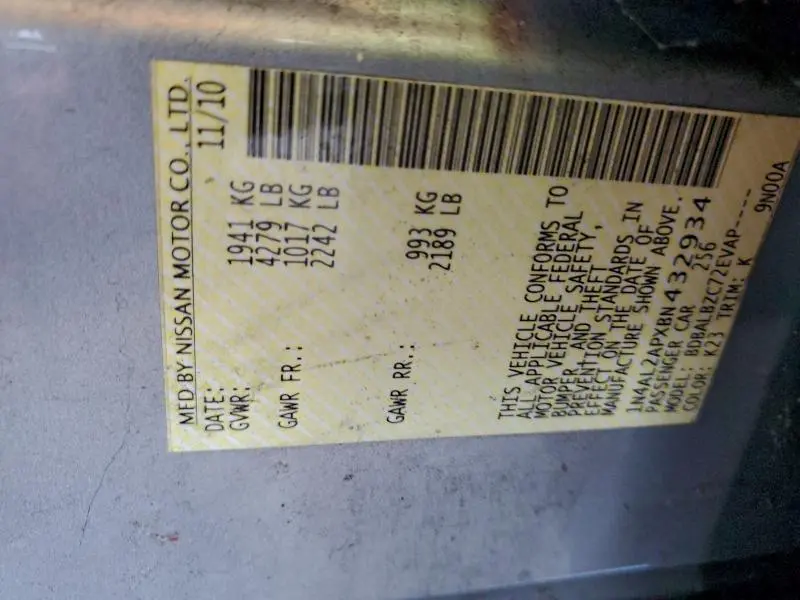 MFD BY NISSAN MOTOR CO., LTD.
DATE: 11/10
GVWR: 1941 KG
4279 LB
GAWR FR.: 1017 KG
2242 LB
GAWR RR.: 993 KG
2189 LB
THIS VEHICLE CONFORMS TO
ALL APPLICABLE FEDERAL
MOTOR VEHICLE SAFETY,
BUMPER AND THEFT
PREVENTION STANDARDS IN
EFFECT ON THE DATE OF
MANUFACTURE SHOWN ABOVE.
1N4AL2APXBN432934
PASSENGER CAR 256
MODEL: BDRALBZC72EVAP----
COLOR: K23 TRIM: K 9N00A